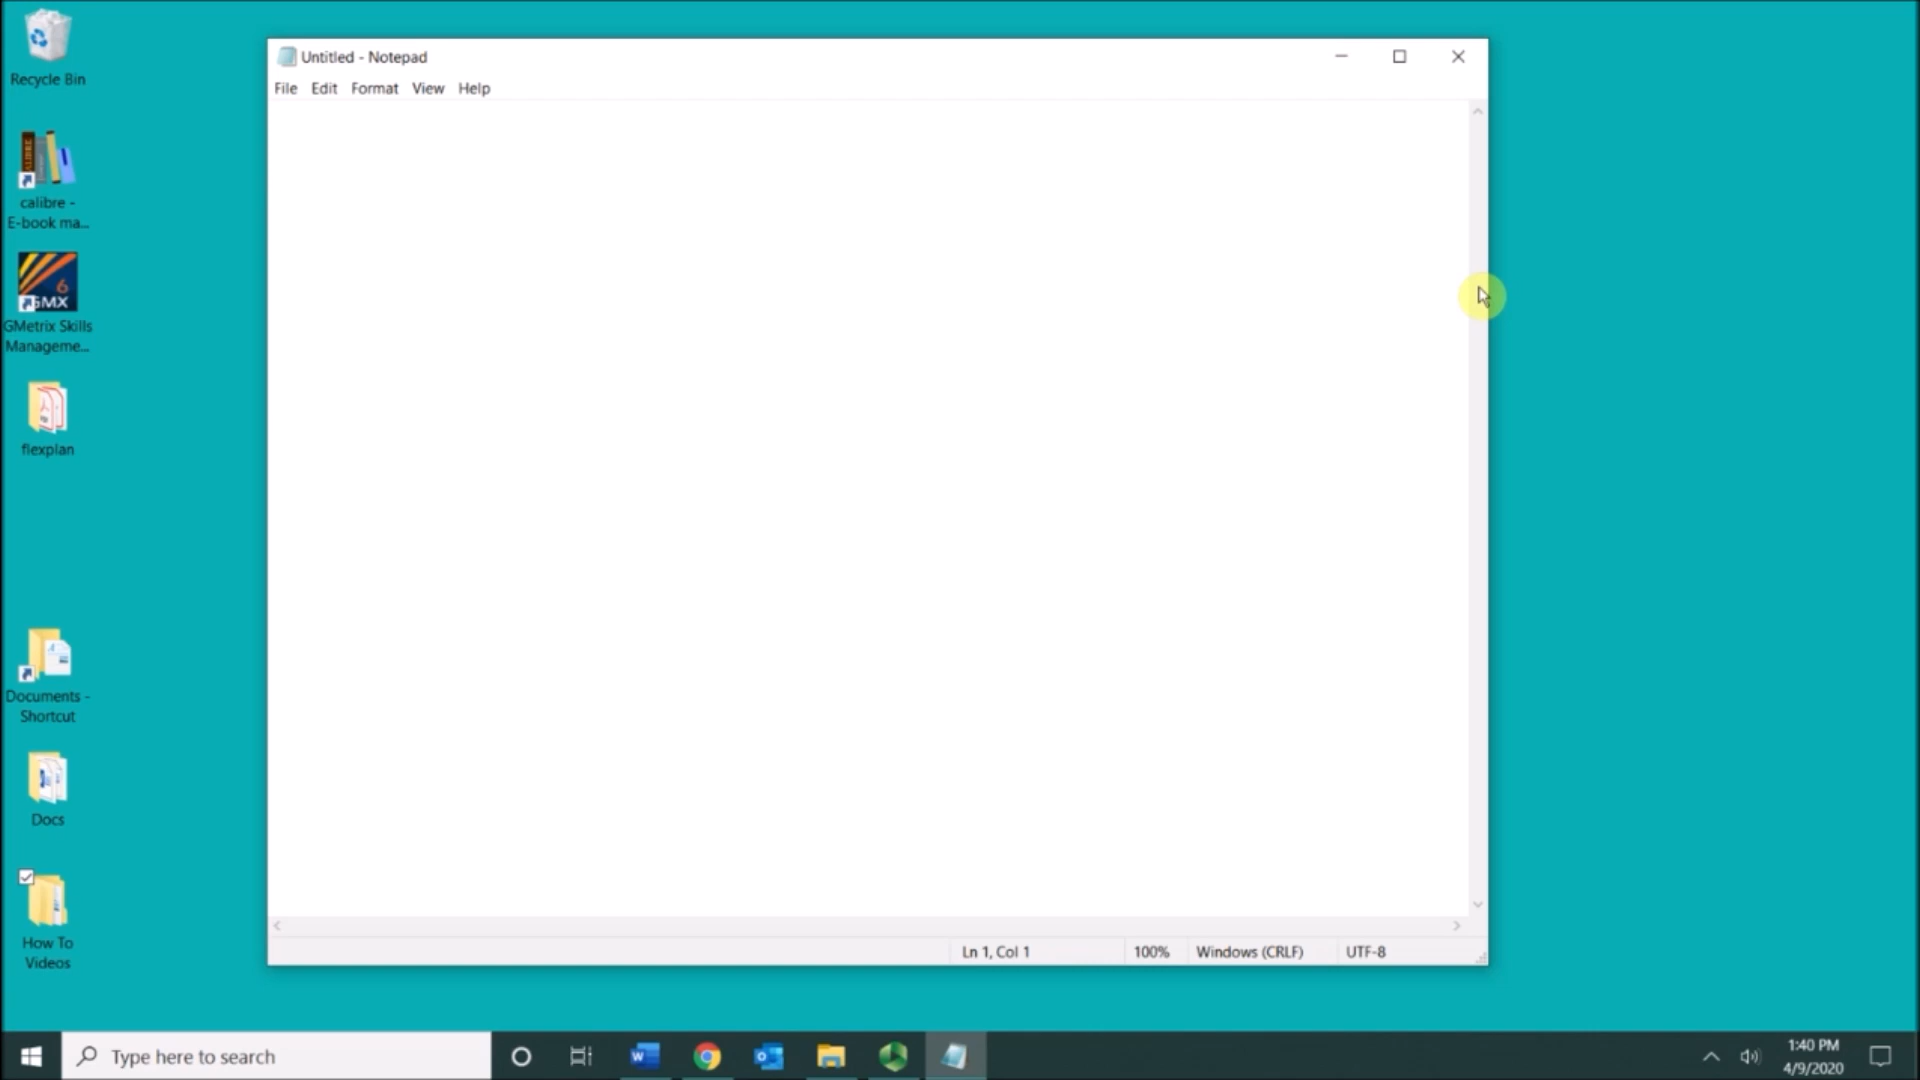 Recycle Bin
calibre -
E-book ma...
6
GMX
GMetrix Skills
Manageme...
flexplan
Documents -
Shortcut
Docs
How To
Videos
Untitled - Notepad
File Edit Format View Help
Ln 1, Col 1 100% Windows (CRLF) UTF-8
Type here to search
1:40 PM
4/9/2020